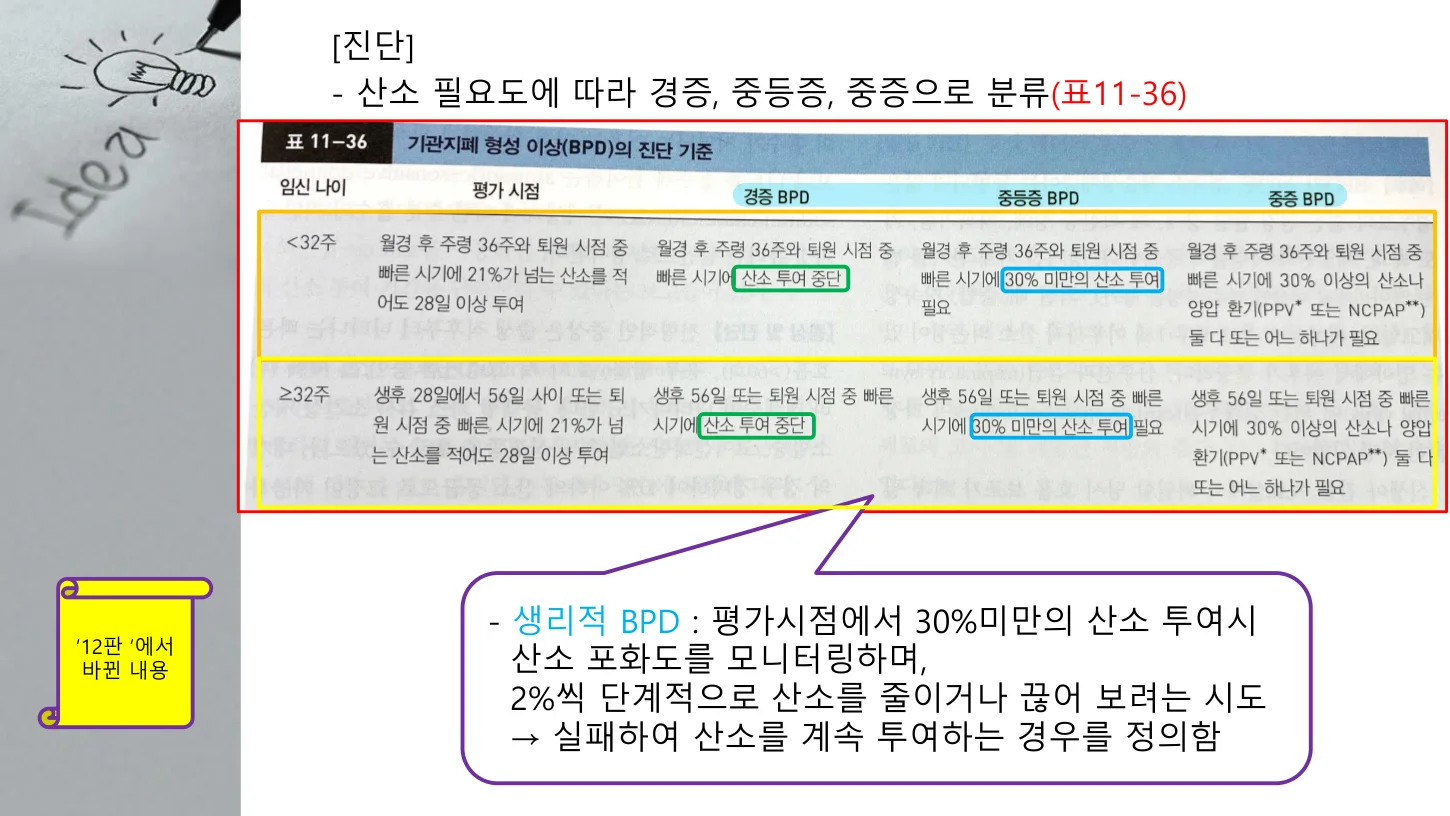 Idea
[진단]
- 산소 필요도에 따라 경증, 중등증, 중증으로 분류(표11-36)
표 11-36 기관지폐 형성 이상(BPD)의 진단 기준
임신 나이 평가 시점 경증 BPD 중등증 BPD 중증 BPD
<32주
월경 후 주령 36주와 퇴원 시점 중
빠른 시기에 21%가 넘는 산소를 적
어도 28일 이상 투여
월경 후 주령 36주와 퇴원 시점 중
빠른 시기에 산소 투여 중단
월경 후 주령 36주와 퇴원 시점 중
빠른 시기에 30% 미만의 산소 투여
필요
월경 후 주령 36주와 퇴원 시점 중
빠른 시기에 30% 이상의 산소나
양압 환기(PPV* 또는 NCPAP**)
둘 다 또는 어느 하나가 필요
≥32주
생후 28일에서 56일 사이 또는 퇴
원 시점 중 빠른 시기에 21%가 넘
는 산소를 적어도 28일 이상 투여
생후 56일 또는 퇴원 시점 중 빠른
시기에 산소 투여 중단
생후 56일 또는 퇴원 시점 중 빠른
시기에 30% 미만의 산소 투여 필요
생후 56일 또는 퇴원 시점 중 빠른
시기에 30% 이상의 산소나 양압
환기(PPV* 또는 NCPAP**) 둘 다
또는 어느 하나가 필요
- 생리적 BPD : 평가시점에서 30%미만의 산소 투여시
산소 포화도를 모니터링하며,
2%씩 단계적으로 산소를 줄이거나 끊어 보려는 시도
→ 실패하여 산소를 계속 투여하는 경우를 정의함
‘12판 ‘에서
바뀐 내용